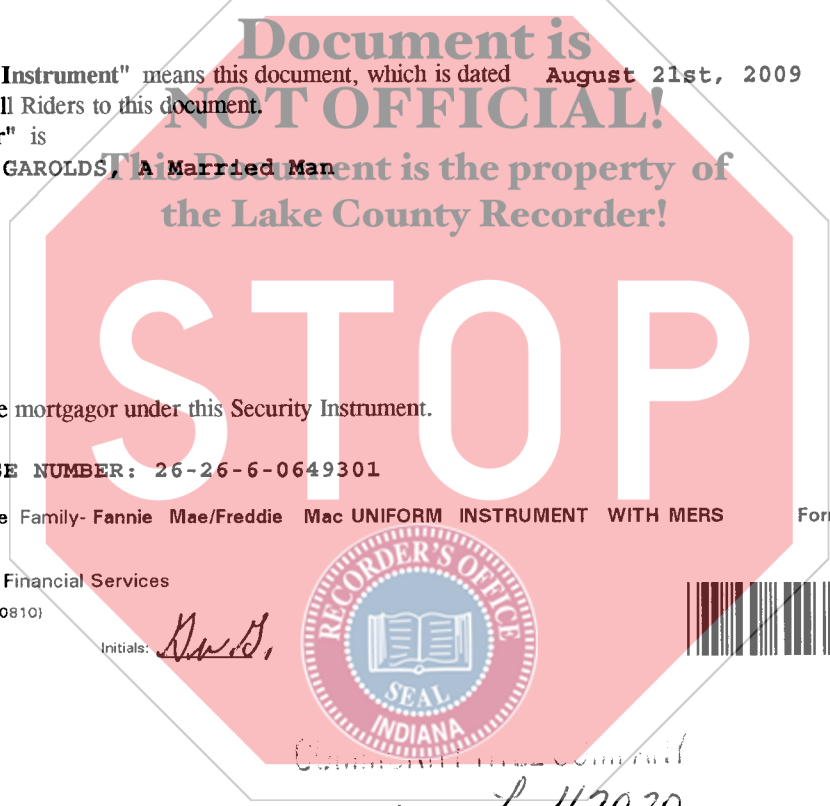 Document is
Instrument" means this document, which is dated August 21st, 2009
ll Riders to this document.
NOT OFFICIAL!
r" is
GAROLDS, A Married Man
This Document is the property of
the Lake County Recorder!
STOP
e mortgagor under this Security Instrument.
E NUMBER: 26-26-6-0649301
e Family- Fannie Mae/Freddie Mac UNIFORM INSTRUMENT WITH MERS For
Financial Services
0810)
Initials:
RECORDER'S OFFICE
SEAL
INDIANA